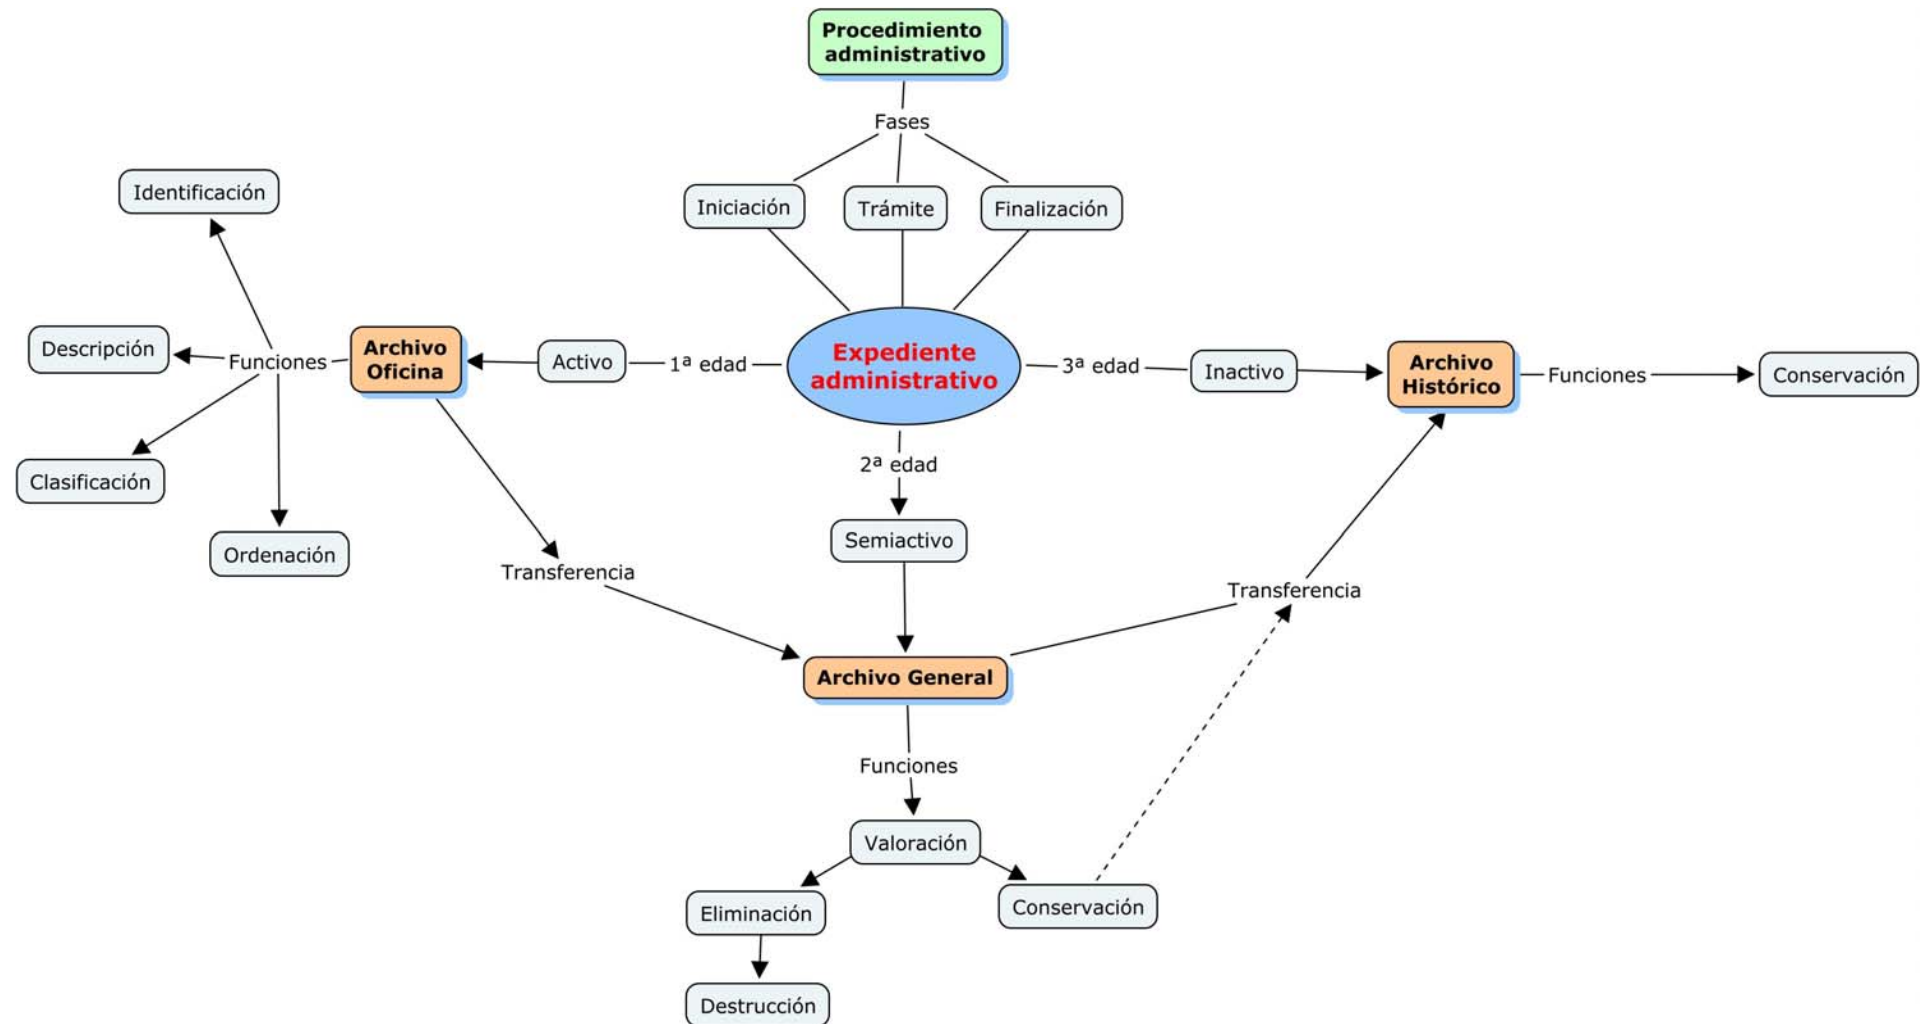 Procedimiento
administrativo
Fases
Iniciación
Trámite
Finalización
Identificación
Descripción
Funciones
Clasificación
Ordenación
Archivo
Oficina
Activo
1ª edad
Expediente
administrativo
3ª edad
Inactivo
Archivo
Histórico
Funciones
Conservación
2ª edad
Semiactivo
Transferencia
Transferencia
Archivo General
Funciones
Valoración
Eliminación
Conservación
Destrucción